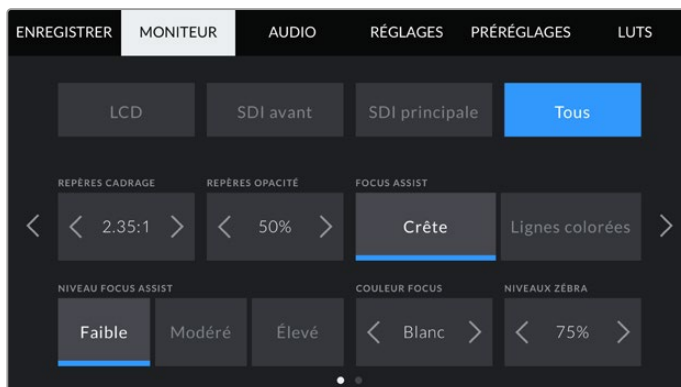 ENREGISTRER MONITEUR AUDIO RÉGLAGES PRÉRÉGLAGES LUTS
LCD SDI avant SDI principale Tous
REPÈRES CADRAGE REPÈRES OPACITÉ FOCUS ASSIST
2.35:1 50% Crête Lignes colorées
NIVEAU FOCUS ASSIST COULEUR FOCUS NIVEAUX ZÉBRA
Faible Modéré Élevé Blanc 75%